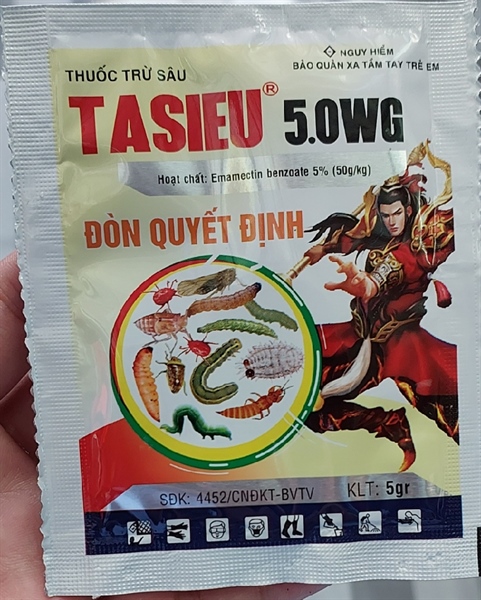 NGUY HIỂM
BẢO QUẢN XA TẦM TAY TRẺ EM
THUỐC TRỪ SÂU
TASIEU® 5.0WG
Hoạt chất: Emamectin benzoate 5% (50g/kg)
ĐÒN QUYẾT ĐỊNH
SĐK: 4452/CNĐKT-BVTV KLT: 5gr